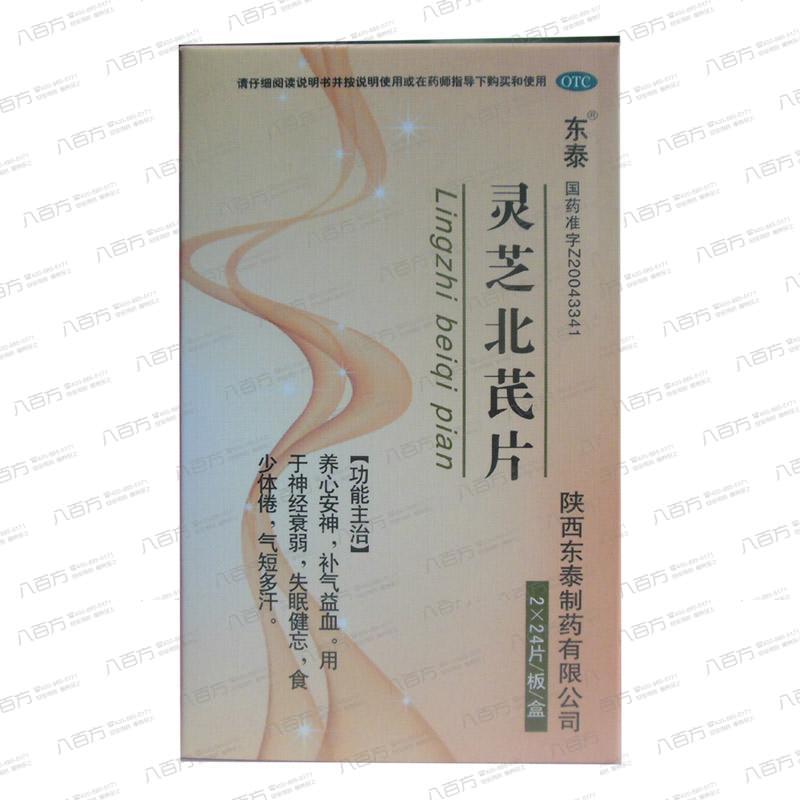 请仔细阅读说明书并按说明使用或在药师指导下购买和使用
OTC
东泰®
国药准字Z20043341
灵芝北芪片
Lingzhi beiqi pian
陕西东泰制药有限公司
2×24片/板/盒
【功能主治】
养心安神，补气益血。用
于神经衰弱，失眠健忘，食
少体倦，气短多汗。
八百方